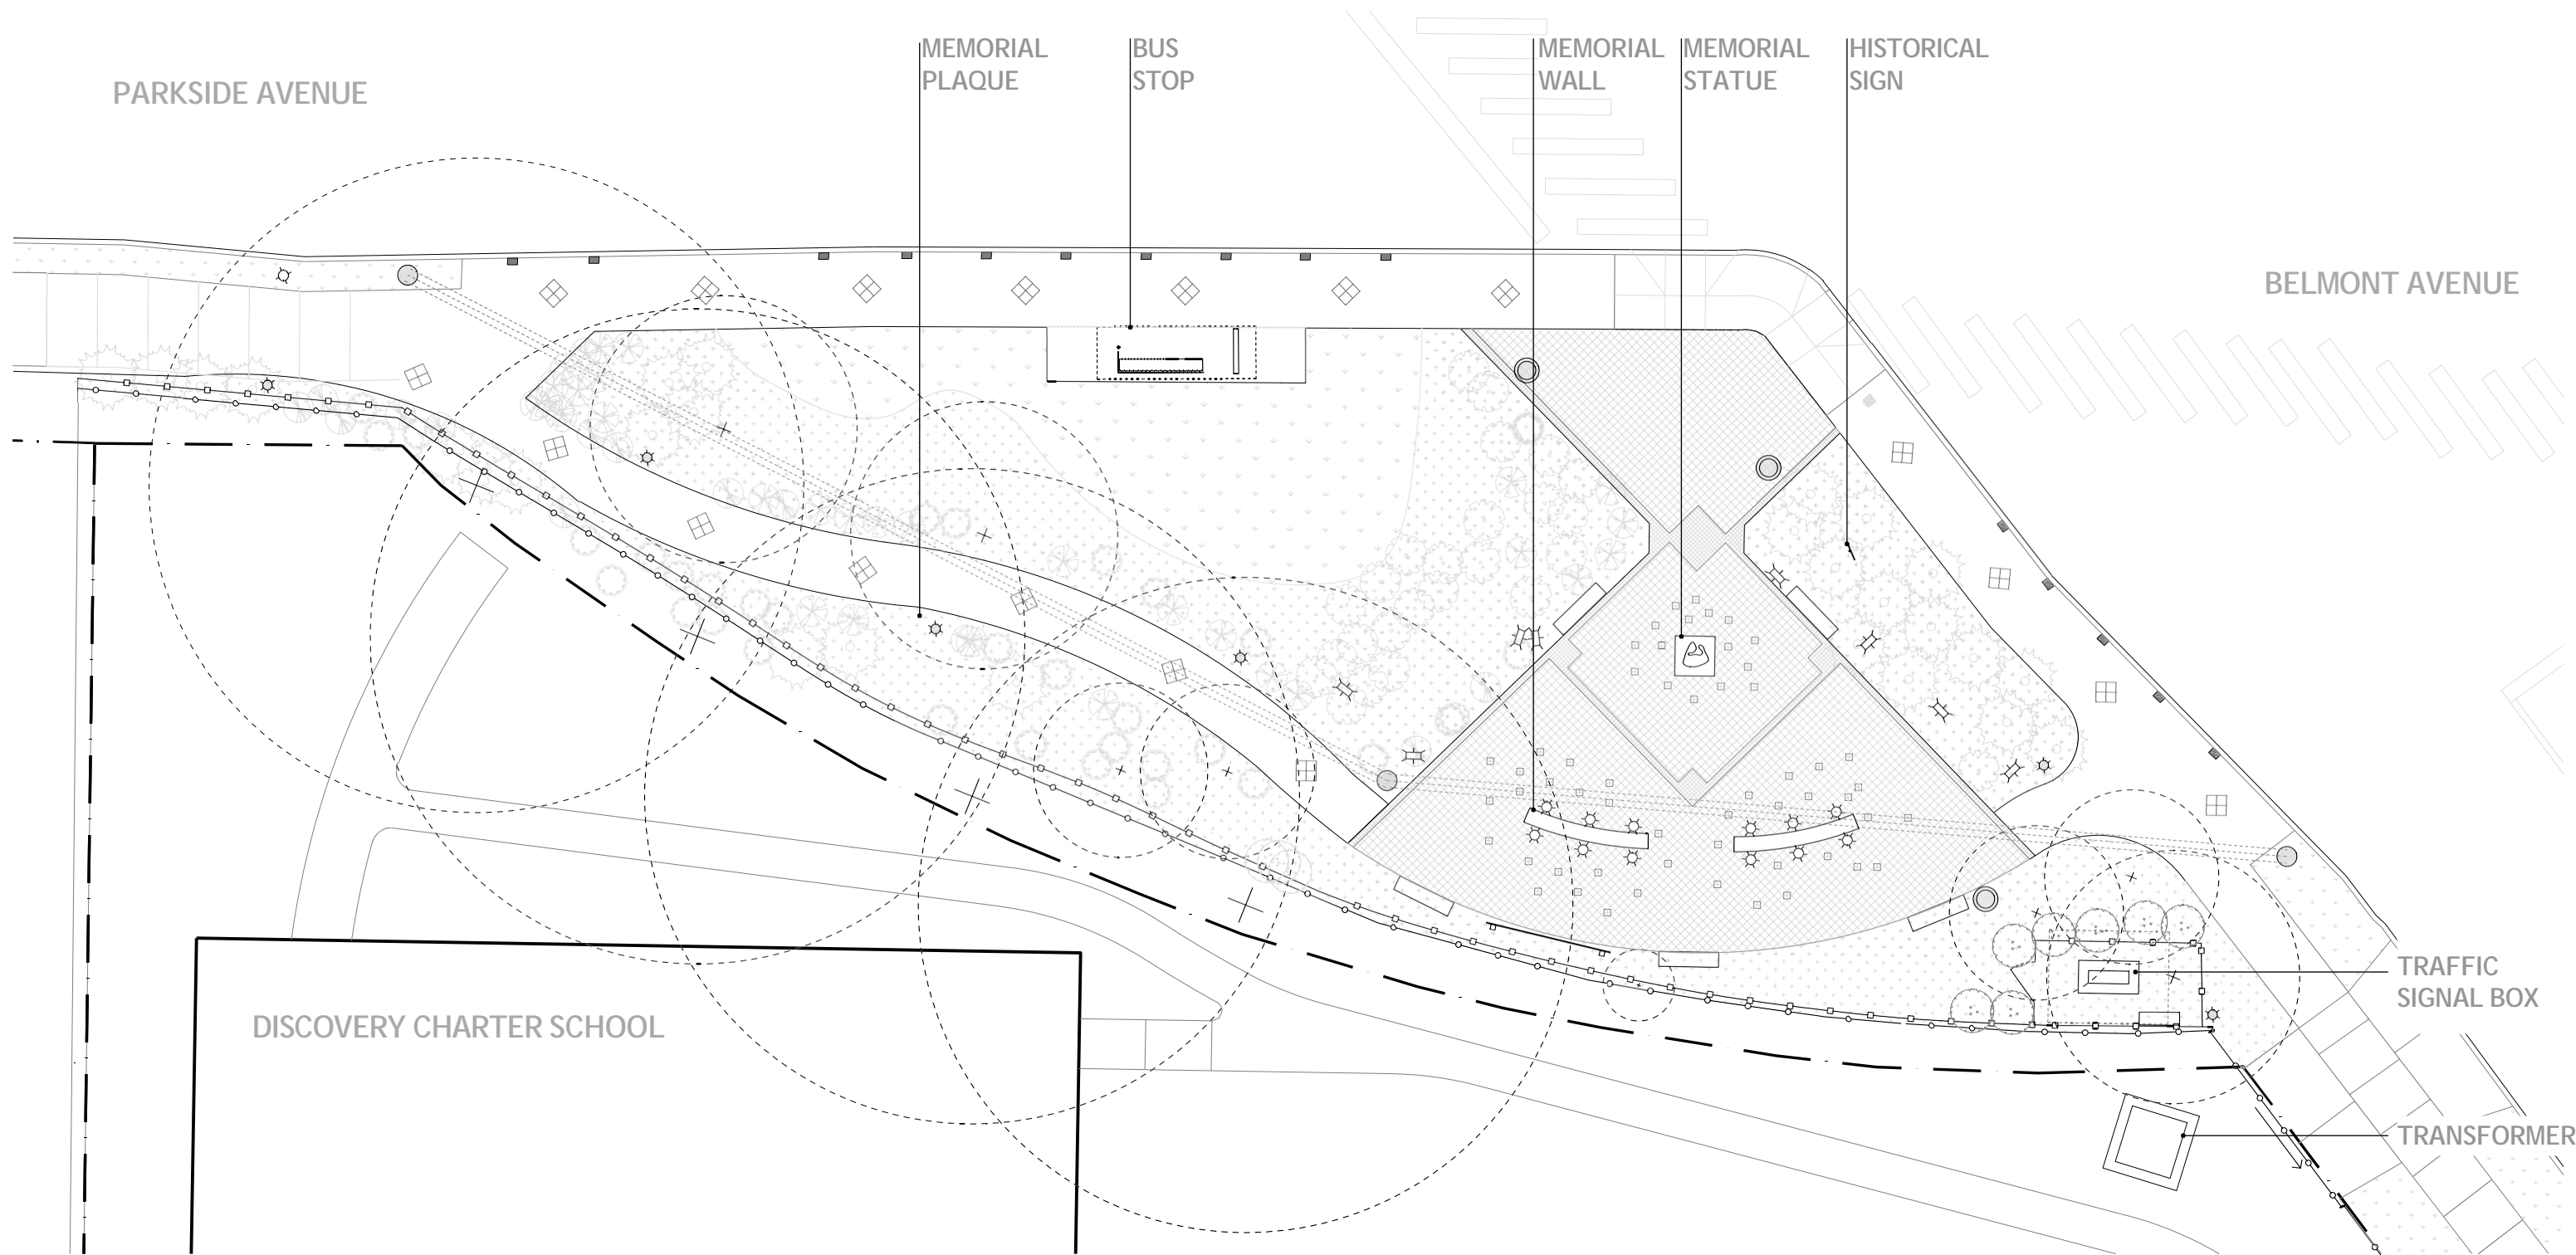 MEMORIAL
PLAQUE
BUS
STOP
MEMORIAL
WALL
MEMORIAL
STATUE
HISTORICAL
SIGN
PARKSIDE AVENUE
BELMONT AVENUE
TRAFFIC
SIGNAL BOX
DISCOVERY CHARTER SCHOOL
TRANSFORMER